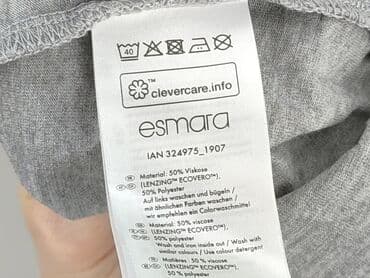 40
clevercare.info
esmara
IAN 324975_1907
Material: 50% Viskose
(LENZING™ ECOVERO™),
50% Polyester
Auf links waschen und bügeln /
mit ähnlichen Farben waschen /
wir empfehlen ein Colorwaschmittel
Material: 50% viscose
(LENZING™ ECOVERO™),
50% polyester
Wash and iron inside out / Wash with
similar colours / Use colour detergent
Matières: 50 % viscose
(LENZING™ ECOVERO™),
50 % polyester